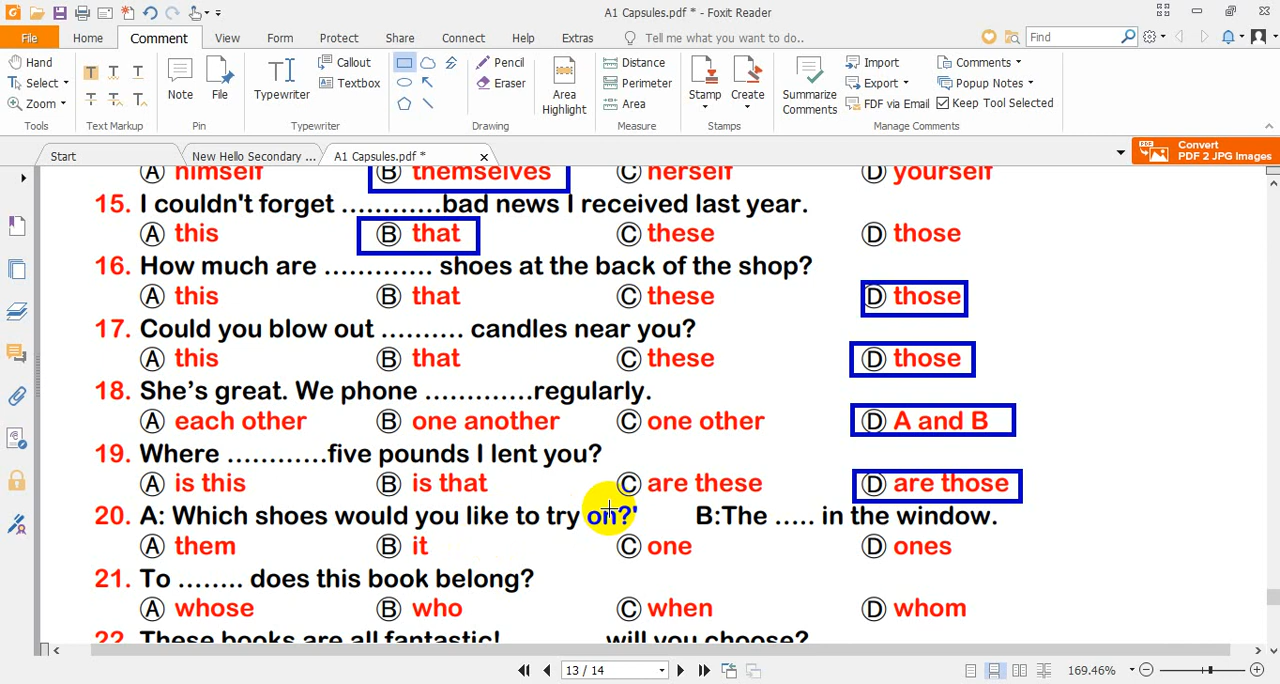 A1 Capsules.pdf * - Foxit Reader
File Home Comment View Form Protect Share Connect Help Extras Tell me what you want to do.. Find
Hand
Select
Zoom
Tools
Text Markup
Note
File
Pin
Typewriter
Callout
Textbox
Typewriter
Pencil
Eraser
Drawing
Area Highlight
Distance
Perimeter
Area
Measure
Stamp
Create
Stamps
Summarize Comments
Import
Export
FDF via Email
Comments
Popup Notes
Keep Tool Selected
Manage Comments
Start New Hello Secondary ... A1 Capsules.pdf *
Convert
PDF 2 JPG Images
A himself B themselves C herself D yourself
15. I couldn't forget ............bad news I received last year.
A this B that C these D those
16. How much are ............. shoes at the back of the shop?
A this B that C these D those
17. Could you blow out .......... candles near you?
A this B that C these D those
18. She’s great. We phone .............regularly.
A each other B one another C one other D A and B
19. Where ............five pounds I lent you?
A is this B is that C are these D are those
20. A: Which shoes would you like to try on?' B:The ..... in the window.
A them B it C one D ones
21. To ........ does this book belong?
A whose B who C when D whom
22. These books are all fantastic! will you choose?
13 / 14
169.46%